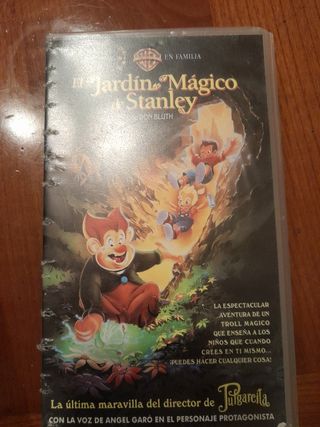 EN FAMILIA
El Jardín Mágico
de Stanley
DON BLUTH
LA ESPECTACULAR
AVENTURA DE UN
TROLL MAGICO
QUE ENSEÑA A LOS
NIÑOS QUE CUANDO
CREES EN TI MISMO...
¡PUEDES HACER CUALQUIER COSA!
La última maravilla del director de Pulgarcita
CON LA VOZ DE ANGEL GARÓ EN EL PERSONAJE PROTAGONISTA